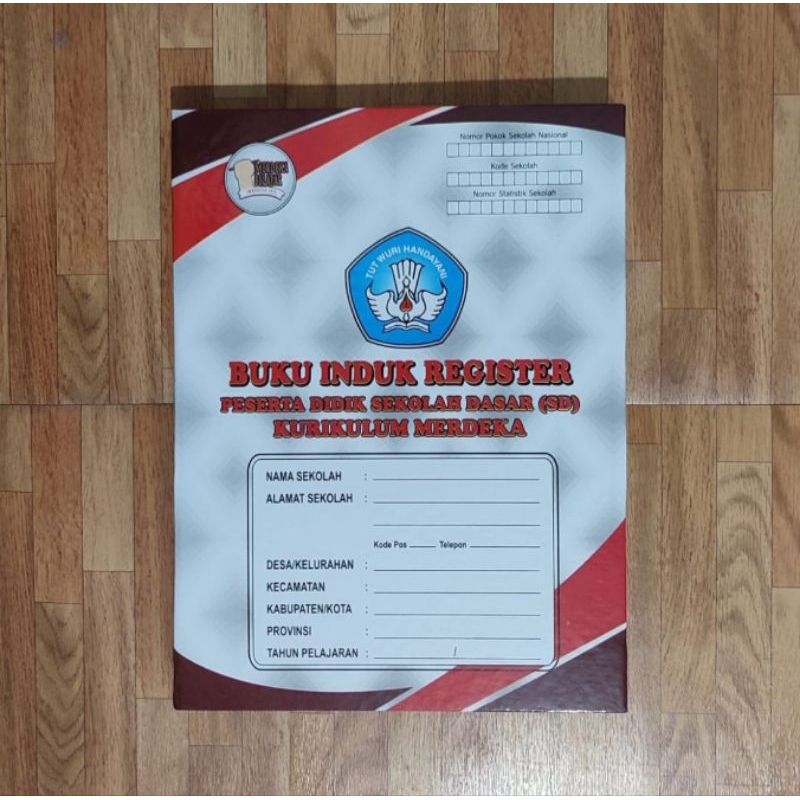 Nomor Pokok Sekolah Nasional
Kode Sekolah
Nomor Statistik Sekolah
TUT WURI HANDAYANI
BUKU INDUK REGISTER
PESERTA DIDIK SEKOLAH DASAR (SD)
KURIKULUM MERDEKA
NAMA SEKOLAH :
ALAMAT SEKOLAH :
Kode Pos Telepon
DESA/KELURAHAN :
KECAMATAN :
KABUPATEN/KOTA :
PROVINSI :
TAHUN PELAJARAN : /